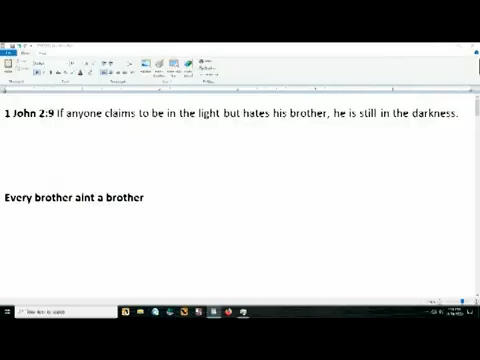 1 John 2:9 If anyone claims to be in the light but hates his brother, he is still in the darkness.
Every brother aint a brother